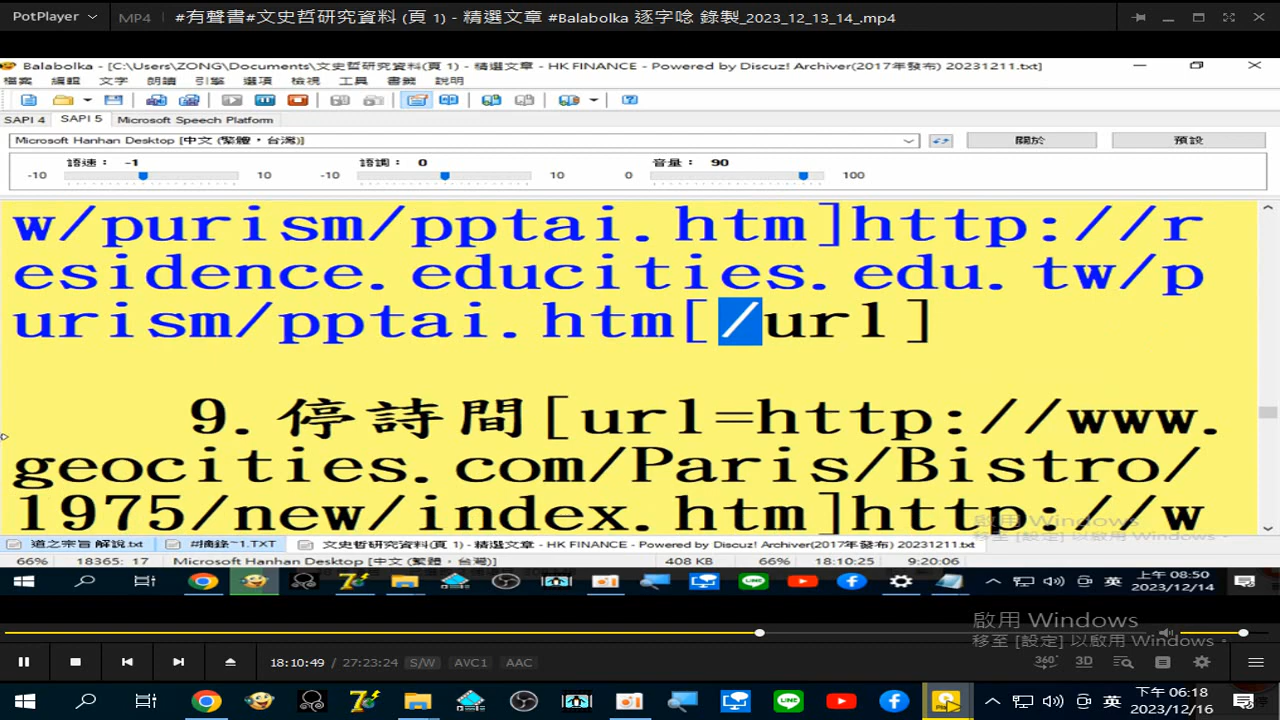 PotPlayer
MP4
#有聲書#文史哲研究資料 (頁 1) - 精選文章 #Balabolka 逐字唸 錄製_2023_12_13_14_.mp4
Balabolka - [C:\Users\ZONG\Documents\文史哲研究資料(頁 1) - 精選文章 - HK FINANCE - Powered by Discuz! Archiver(2017年發布) 20231211.txt]
檔案 編輯 文字 朗讀 引擎 選項 檢視 工具 書籤 說明
SAPI 4 SAPI 5 Microsoft Speech Platform
Microsoft Hanhan Desktop [中文 (繁體，台灣)]
關於
預設
語速： -1 語調： 0 音量： 90
-10 10 -10 10 0 100
w/purism/pptai.htm]http://r
esidence.educities.edu.tw/p
urism/pptai.htm[/url]
9.停詩間[url=http://www.
geocities.com/Paris/Bistro/
1975/new/index.htm]http://w
啟用 Windows
移至 [設定] 以啟用 Windows。
道之宗旨 解說.txt #摘錄~1.TXT 文史哲研究資料(頁 1) - 精選文章 - HK FINANCE - Powered by Discuz! Archiver(2017年發布) 20231211.txt
66% 18365: 17 Microsoft Hanhan Desktop [中文 (繁體，台灣)] 408 KB 66% 18:10:25 9:20:06
英
上午 08:50
2023/12/14
啟用 Windows
移至 [設定] 以啟用 Windows。
18:10:49 / 27:23:24 S/W AVC1 AAC
360°
3D
英
下午 06:18
2023/12/16